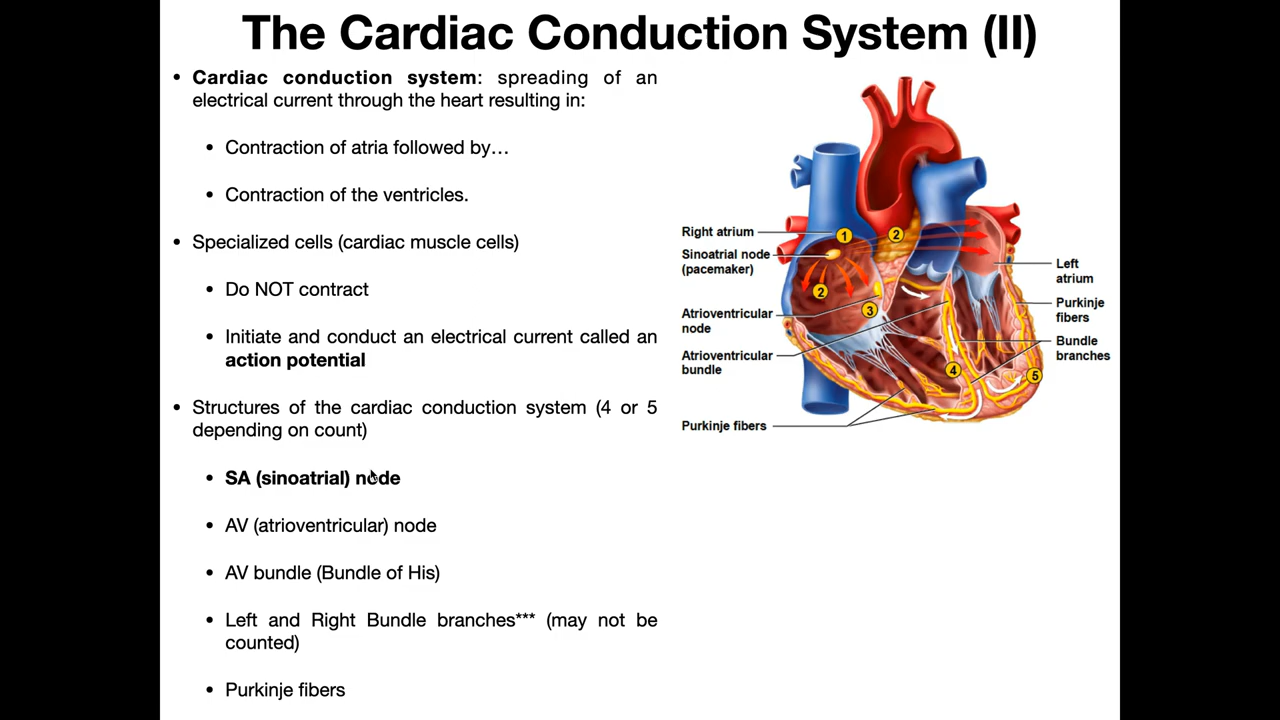 The Cardiac Conduction System (II)
• Cardiac conduction system: spreading of an
electrical current through the heart resulting in:
• Contraction of atria followed by…
• Contraction of the ventricles.
• Specialized cells (cardiac muscle cells)
• Do NOT contract
• Initiate and conduct an electrical current called an
action potential
• Structures of the cardiac conduction system (4 or 5
depending on count)
• SA (sinoatrial) node
• AV (atrioventricular) node
• AV bundle (Bundle of His)
• Left and Right Bundle branches*** (may not be
counted)
• Purkinje fibers
Right atrium
Sinoatrial node
(pacemaker)
Atrioventricular
node
Atrioventricular
bundle
Purkinje fibers
1
2
2
3
4
5
Left
atrium
Purkinje
fibers
Bundle
branches